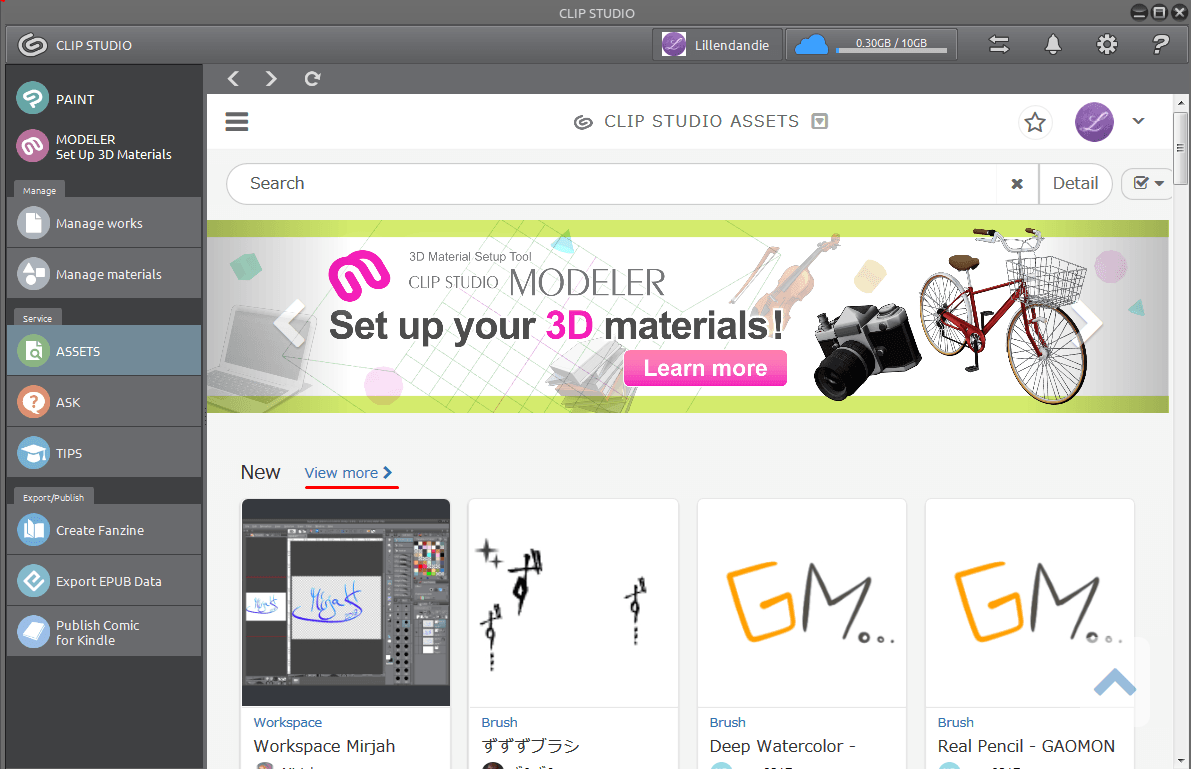 CLIP STUDIO
CLIP STUDIO
Lillendandie
0.30GB / 10GB
PAINT
MODELER
Set Up 3D Materials
Manage
Manage works
Manage materials
Service
ASSETS
ASK
TIPS
Export/Publish
Create Fanzine
Export EPUB Data
Publish Comic
for Kindle
CLIP STUDIO ASSETS
Search
Detail
3D Material Setup Tool
CLIP STUDIO MODELER
Set up your 3D materials!
Learn more
New
View more
GM...
GM...
Workspace
Workspace Mirjah
Brush
ずずずブラシ
Brush
Deep Watercolor -
Brush
Real Pencil - GAOMON